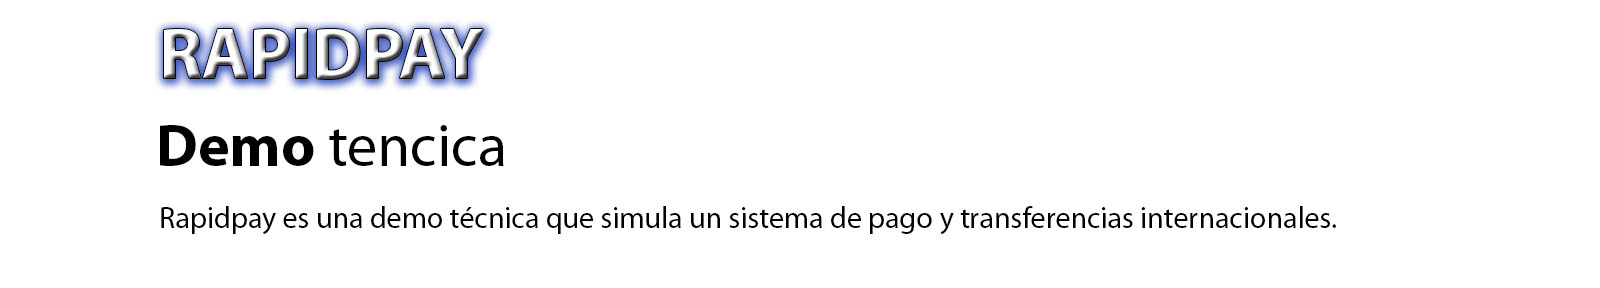 RAPIDPAY
Demo tencica
Rapidpay es una demo técnica que simula un sistema de pago y transferencias internacionales.